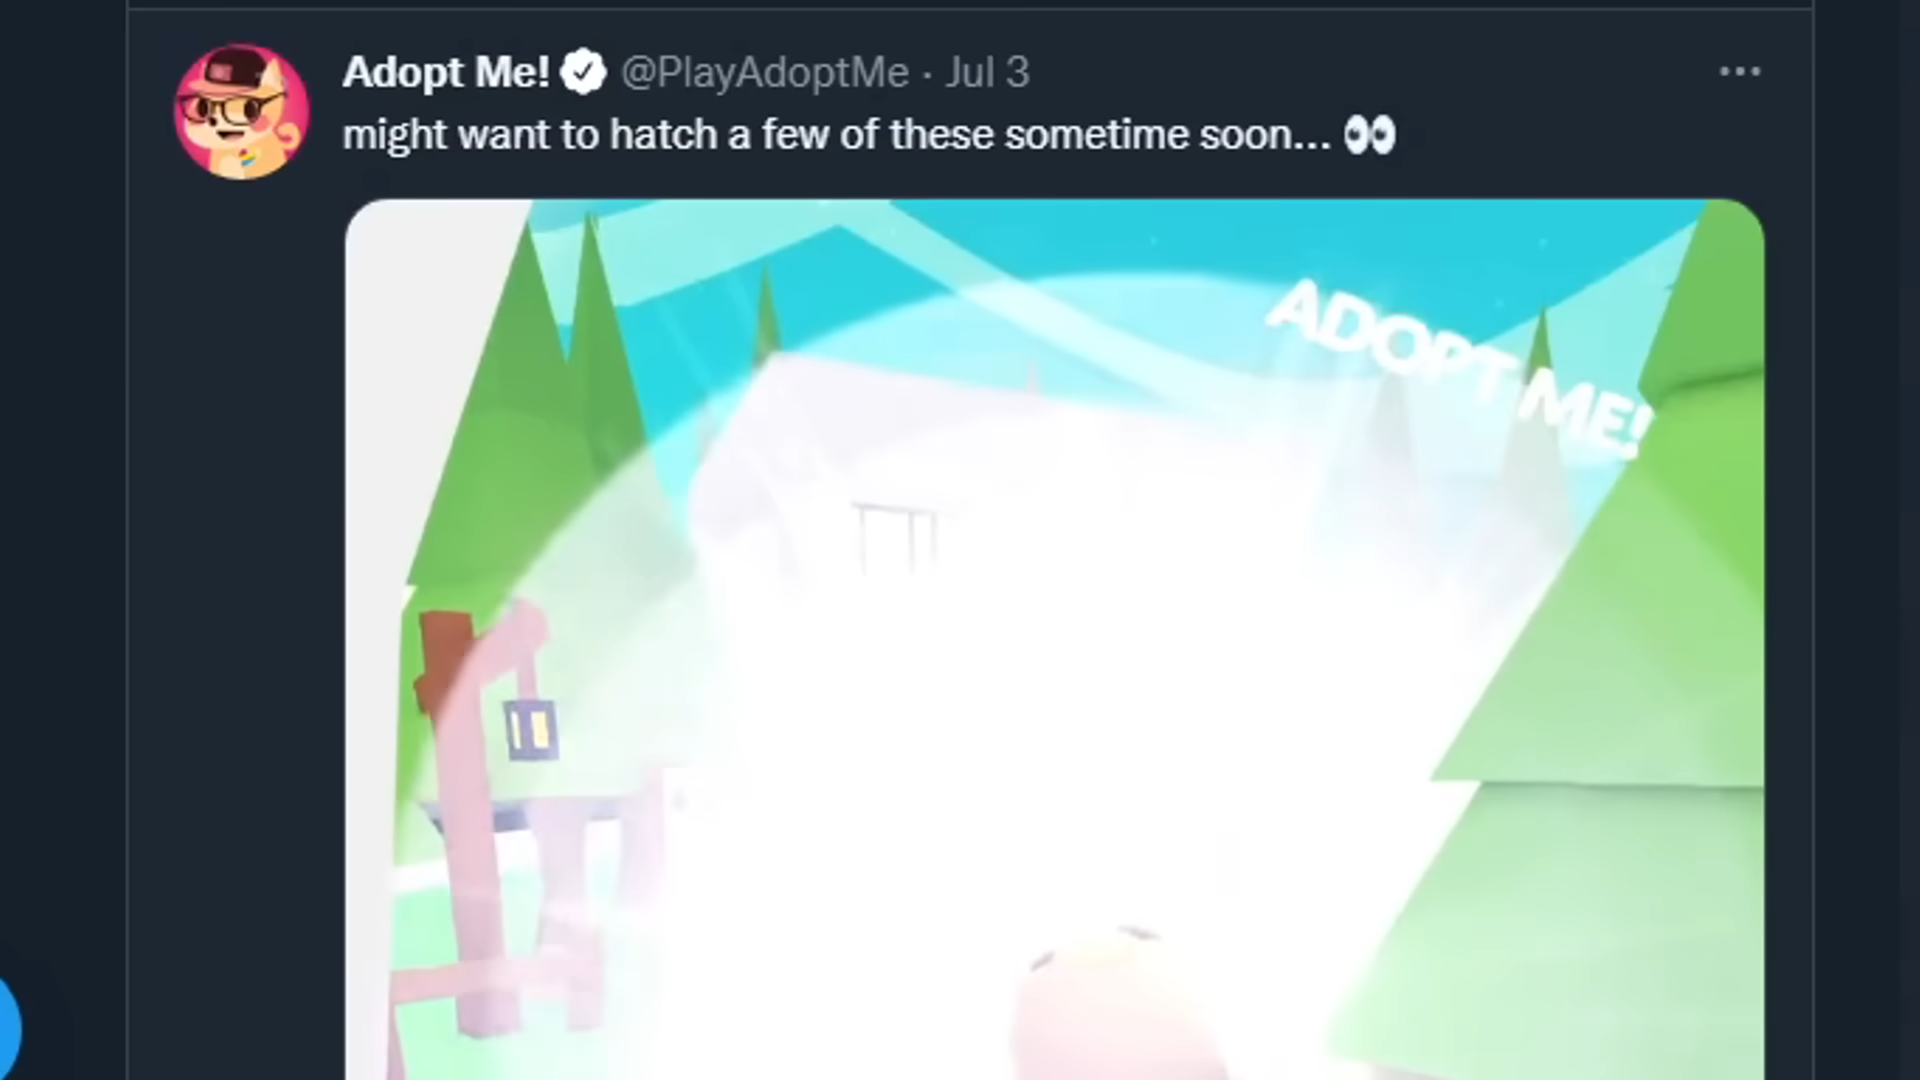 Adopt Me! @PlayAdoptMe · Jul 3
might want to hatch a few of these sometime soon... 👀
ADOPT ME!